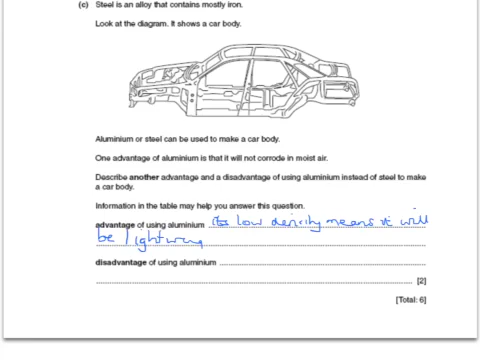 (c) Steel is an alloy that contains mostly iron.
Look at the diagram. It shows a car body.
Aluminium or steel can be used to make a car body.
One advantage of aluminium is that it will not corrode in moist air.
Describe another advantage and a disadvantage of using aluminium instead of steel to make
a car body.
Information in the table may help you answer this question.
advantage of using aluminium its low density means it will
be
disadvantage of using aluminium
[2]
[Total: 6]